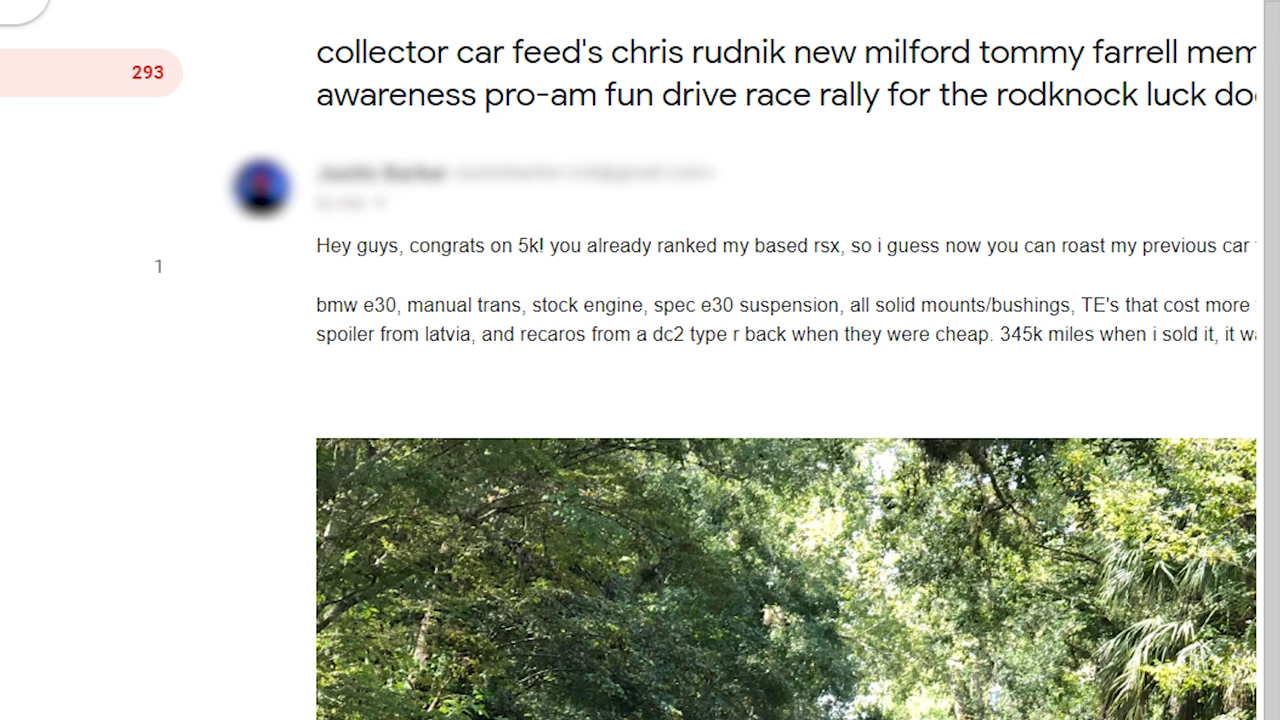 collector car feed's chris rudnik new milford tommy farrell mem
awareness pro-am fun drive race rally for the rodknock luck do
293
Hey guys, congrats on 5k! you already ranked my based rsx, so i guess now you can roast my previous car
1
bmw e30, manual trans, stock engine, spec e30 suspension, all solid mounts/bushings, TE's that cost more
spoiler from latvia, and recaros from a dc2 type r back when they were cheap. 345k miles when i sold it, it w